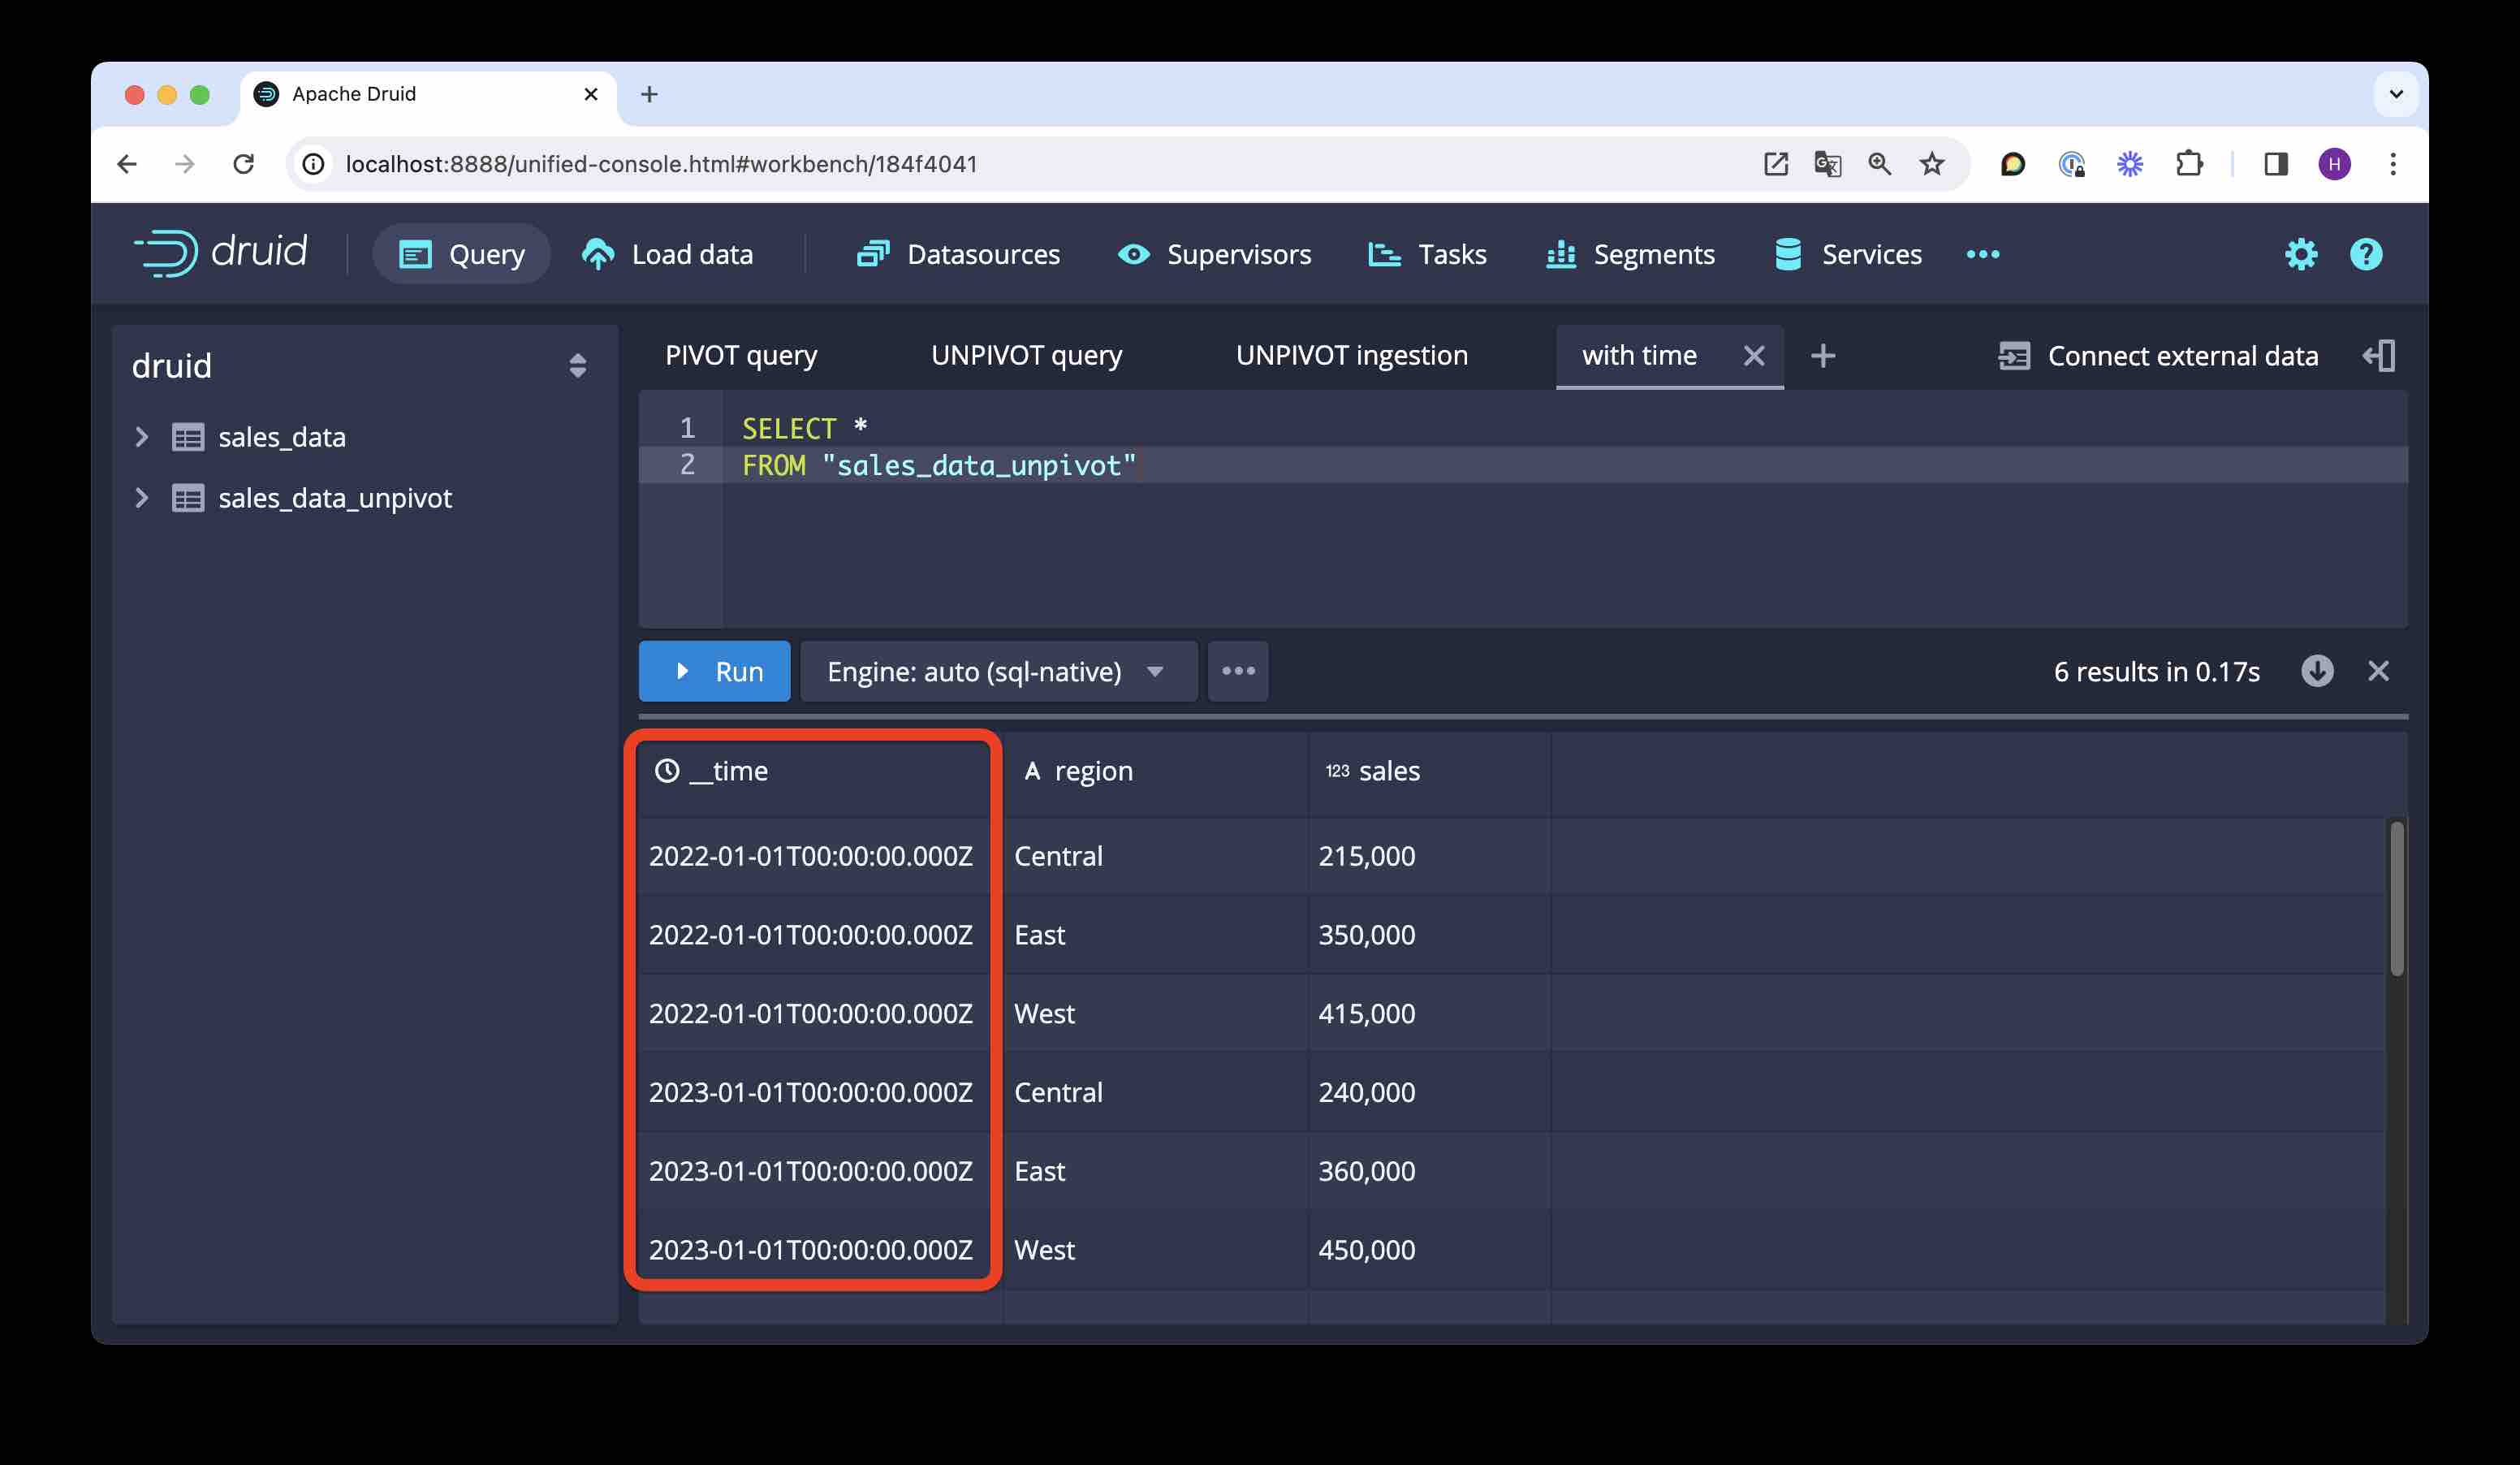 Apache Druid
localhost:8888/unified-console.html#workbench/184f4041
H
druid Query Load data Datasources Supervisors Tasks Segments Services
druid
sales_data
sales_data_unpivot
PIVOT query UNPIVOT query UNPIVOT ingestion with time Connect external data
1 SELECT *
2 FROM "sales_data_unpivot"
Run Engine: auto (sql-native) 6 results in 0.17s
__time A region 123 sales
2022-01-01T00:00:00.000Z Central 215,000
2022-01-01T00:00:00.000Z East 350,000
2022-01-01T00:00:00.000Z West 415,000
2023-01-01T00:00:00.000Z Central 240,000
2023-01-01T00:00:00.000Z East 360,000
2023-01-01T00:00:00.000Z West 450,000